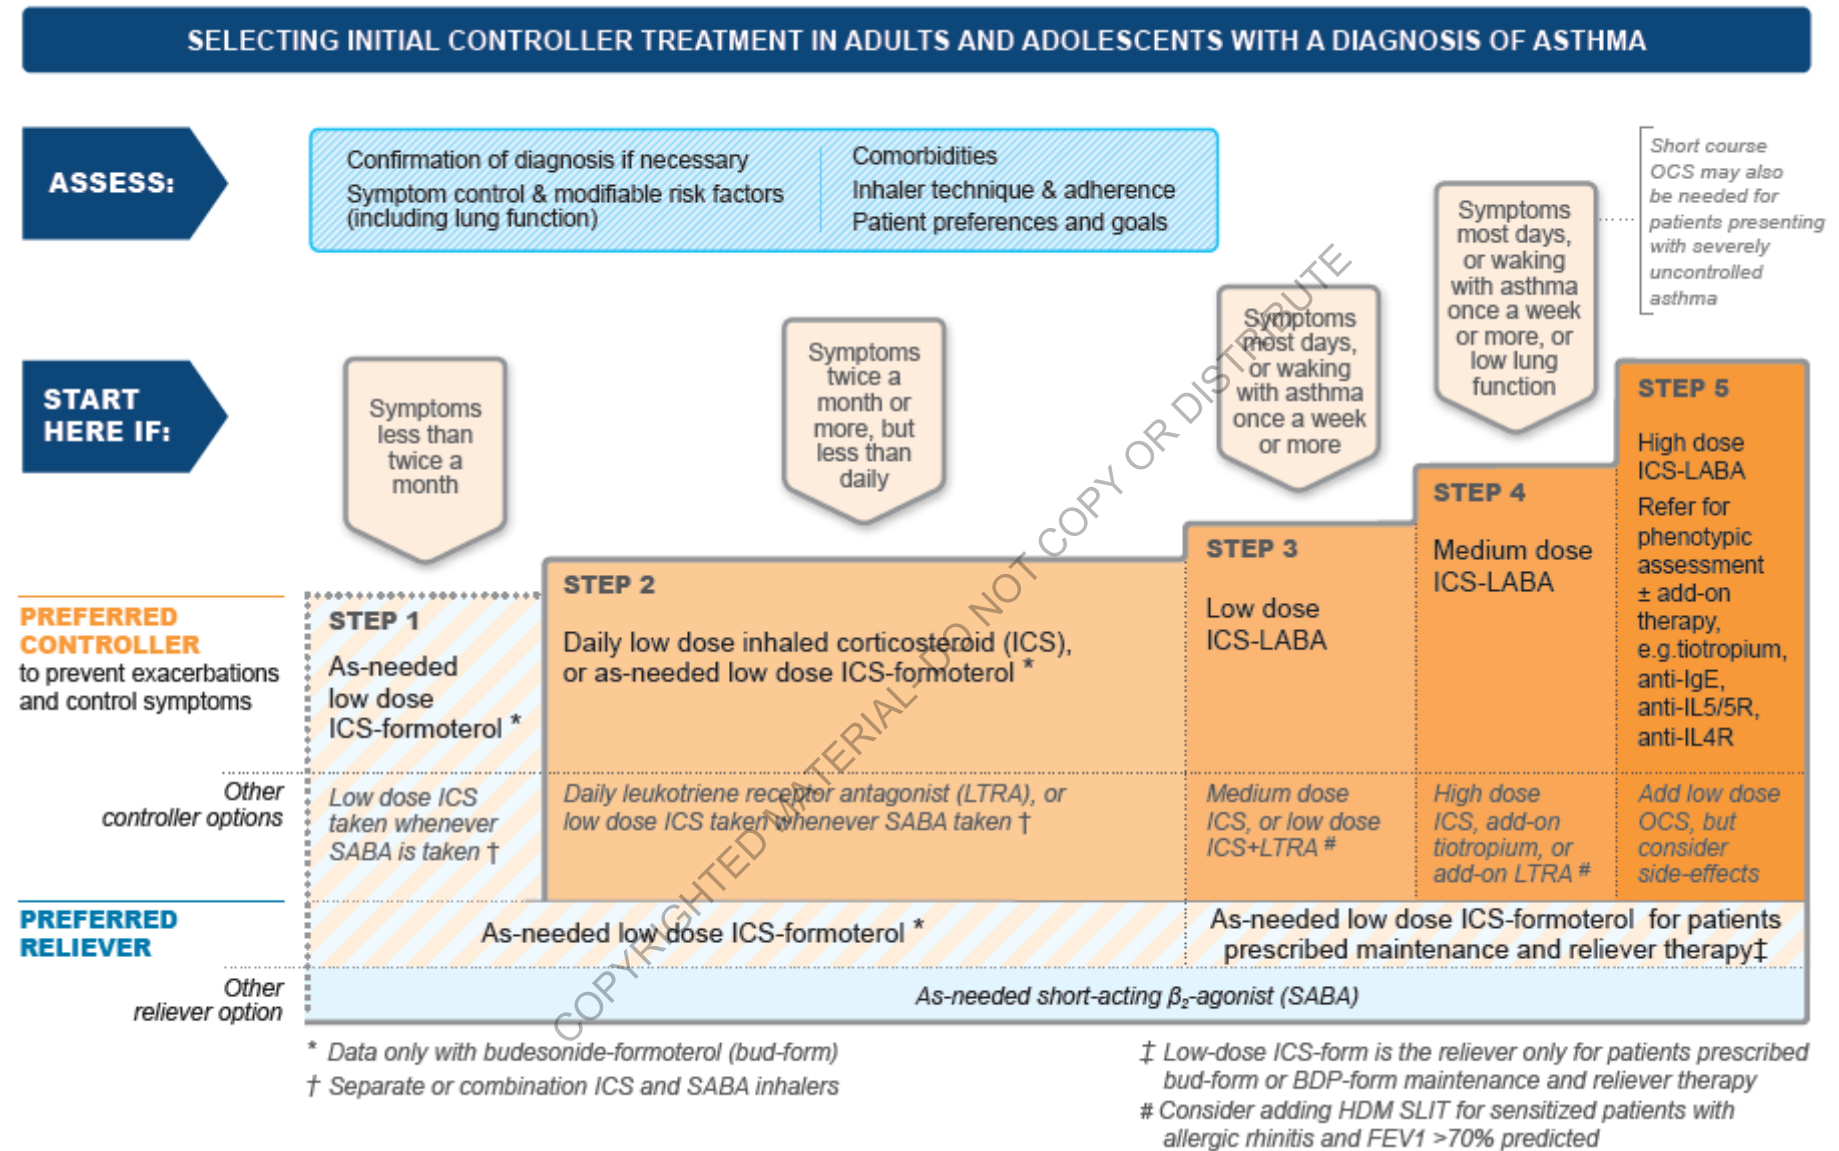 SELECTING INITIAL CONTROLLER TREATMENT IN ADULTS AND ADOLESCENTS WITH A DIAGNOSIS OF ASTHMA
ASSESS:
Confirmation of diagnosis if necessary
Symptom control & modifiable risk factors
(including lung function)
Comorbidities
Inhaler technique & adherence
Patient preferences and goals
Short course
OCS may also
be needed for
patients presenting
with severely
uncontrolled
asthma
START
HERE IF:
Symptoms
less than
twice a
month
Symptoms
twice a
month or
more, but
less than
daily
Symptoms
most days,
or waking
with asthma
once a week
or more
Symptoms
most days,
or waking
with asthma
once a week
or more, or
low lung
function
PREFERRED
CONTROLLER
to prevent exacerbations
and control symptoms
STEP 1
As-needed
low dose
ICS-formoterol *
STEP 2
Daily low dose inhaled corticosteroid (ICS),
or as-needed low dose ICS-formoterol *
STEP 3
Low dose
ICS-LABA
STEP 4
Medium dose
ICS-LABA
STEP 5
High dose
ICS-LABA
Refer for
phenotypic
assessment
± add-on
therapy,
e.g.tiotropium,
anti-IgE,
anti-IL5/5R,
anti-IL4R
Other
controller options
Low dose ICS
taken whenever
SABA is taken †
Daily leukotriene receptor antagonist (LTRA), or
low dose ICS taken whenever SABA taken †
Medium dose
ICS, or low dose
ICS+LTRA #
High dose
ICS, add-on
tiotropium, or
add-on LTRA #
Add low dose
OCS, but
consider
side-effects
PREFERRED
RELIEVER
As-needed low dose ICS-formoterol *
As-needed low dose ICS-formoterol for patients
prescribed maintenance and reliever therapy‡
Other
reliever option
As-needed short-acting β₂-agonist (SABA)
* Data only with budesonide-formoterol (bud-form)
† Separate or combination ICS and SABA inhalers
‡ Low-dose ICS-form is the reliever only for patients prescribed
bud-form or BDP-form maintenance and reliever therapy
# Consider adding HDM SLIT for sensitized patients with
allergic rhinitis and FEV1 >70% predicted
COPYRIGHTED MATERIAL- DO NOT COPY OR DISTRIBUTE